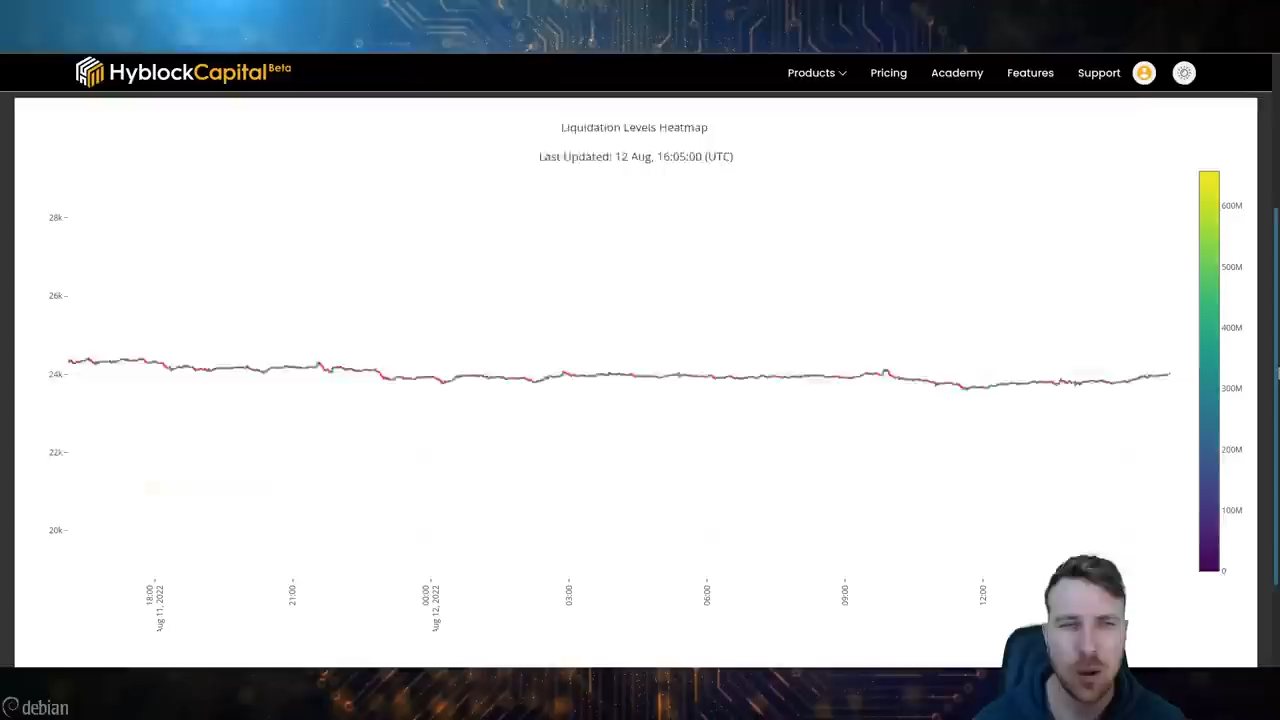 HyblockCapital Beta
Products Pricing Academy Features Support
Liquidation Levels Heatmap
Last Updated: 12 Aug, 16:05:00 (UTC)
28k
26k
24k
22k
20k
600M
500M
400M
300M
200M
100M
0
18:00
Aug 11, 2022
21:00
00:00
Aug 12, 2022
03:00
06:00
09:00
12:00
debian